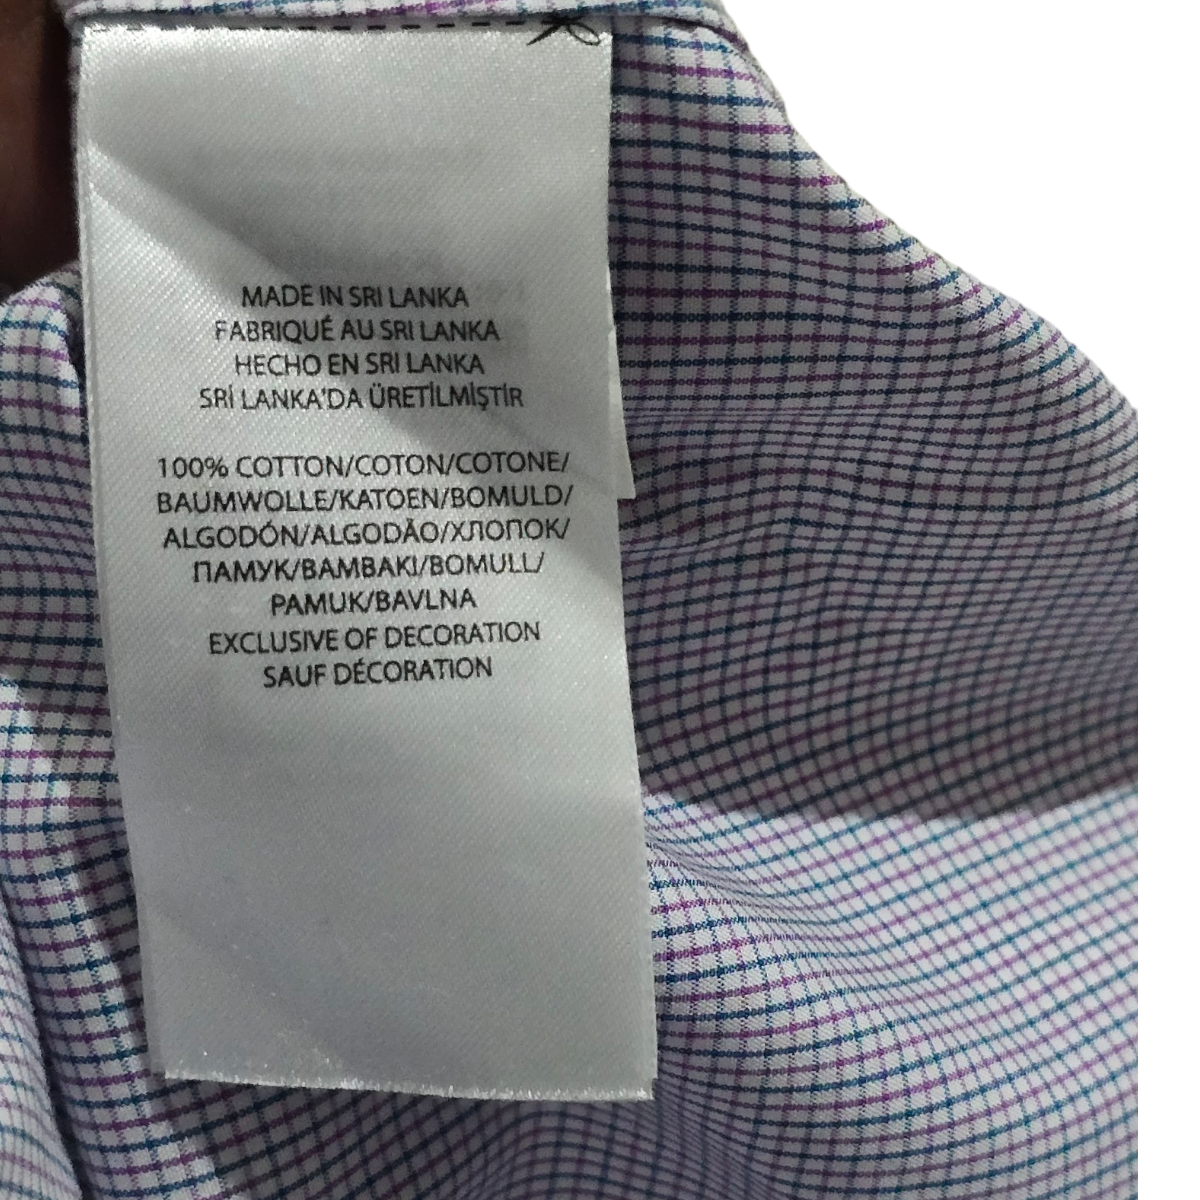 MADE IN SRI LANKA
FABRIQUÉ AU SRI LANKA
HECHO EN SRI LANKA
SRİ LANKA'DA ÜRETİLMİŞTİR
100% COTTON/COTON/COTONE/
BAUMWOLLE/KATOEN/BOMULD/
ALGODÓN/ALGODÃO/ХЛОПОК/
ПАМУК/ΒΑΜΒΑΚΙ/BOMULL/
PAMUK/BAVLNA
EXCLUSIVE OF DECORATION
SAUF DÉCORATION